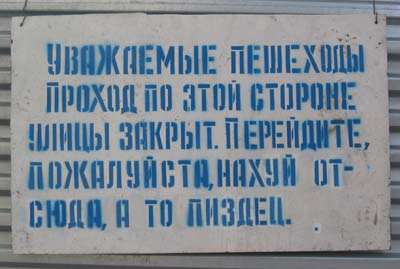 УВАЖАЕМЫЕ ПЕШЕХОДЫ
ПРОХОД ПО ЭТОЙ СТОРОНЕ
УЛИЦЫ ЗАКРЫТ. ПЕРЕЙДИТЕ,
ПОЖАЛУЙСТА, НАХУЙ ОТ-
СЮДА, А ТО ПИЗДЕЦ.